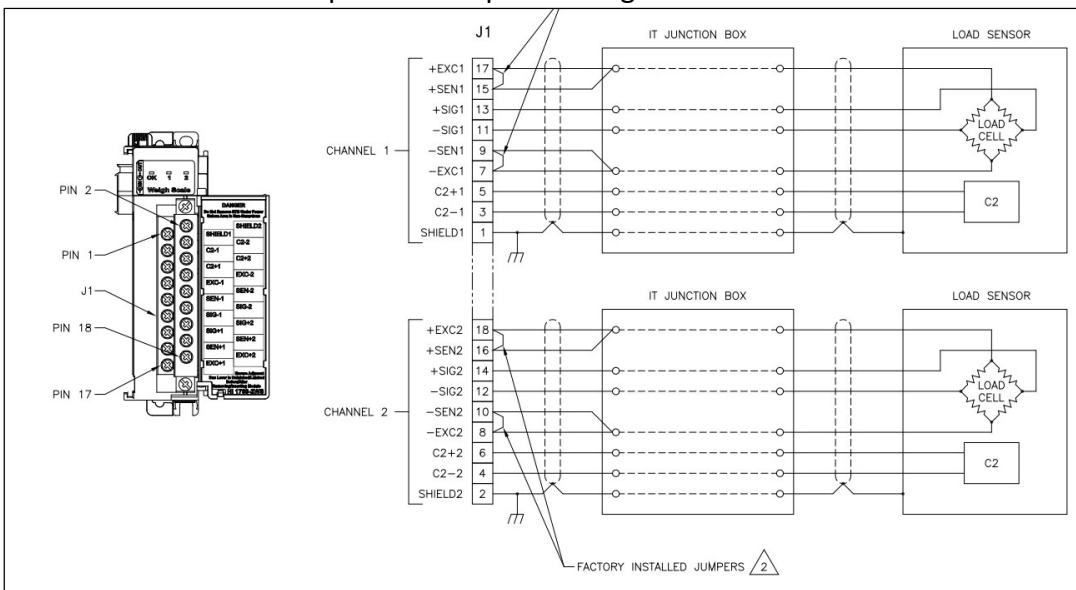 J1
IT JUNCTION BOX
LOAD SENSOR
+EXC1 17
+SEN1 15
+SIG1 13
-SIG1 11
-SEN1 9
-EXC1 7
C2+1 5
C2-1 3
SHIELD1 1
CHANNEL 1
LOAD
CELL
C2
OK 1 2
Weigh Scale
DANGER
SHIELD2
SHIELD1
C2-2
C2-1
C2+2
C2+1
EXC-2
EXC-1
SEN-2
SEN-1
SIG-2
SIG-1
SIG+2
SIG+1
SEN+2
SEN+1
EXC+2
EXC+1
PIN 2
PIN 1
J1
PIN 18
PIN 17
IT JUNCTION BOX
LOAD SENSOR
+EXC2 18
+SEN2 16
+SIG2 14
-SIG2 12
-SEN2 10
-EXC2 8
C2+2 6
C2-2 4
SHIELD2 2
CHANNEL 2
LOAD
CELL
C2
FACTORY INSTALLED JUMPERS 2